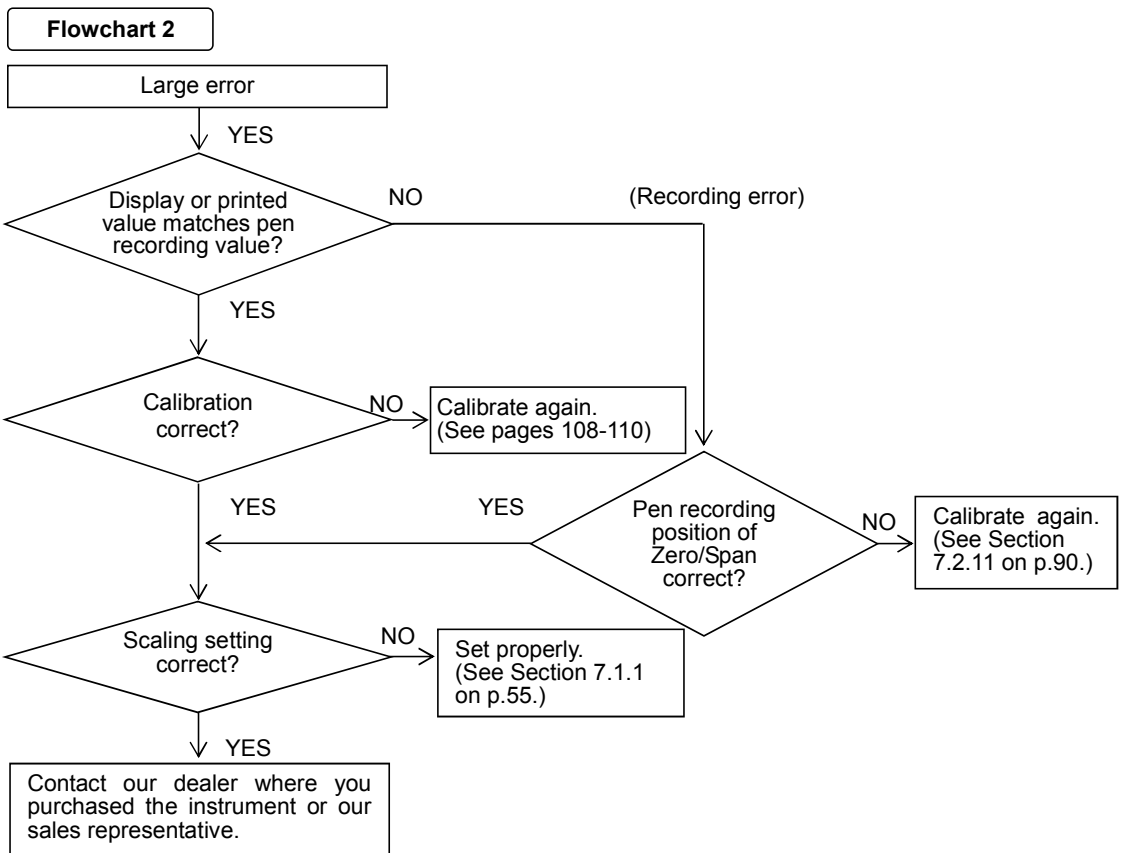 Flowchart 2
Large error
YES
Display or printed
value matches pen
recording value?
NO
(Recording error)
YES
Calibration
correct?
NO
Calibrate again.
(See pages 108-110)
YES
YES
Pen recording
position of
Zero/Span
correct?
NO
Calibrate again.
(See Section
7.2.11 on p.90.)
Scaling setting
correct?
NO
Set properly.
(See Section 7.1.1
on p.55.)
YES
Contact our dealer where you
purchased the instrument or our
sales representative.